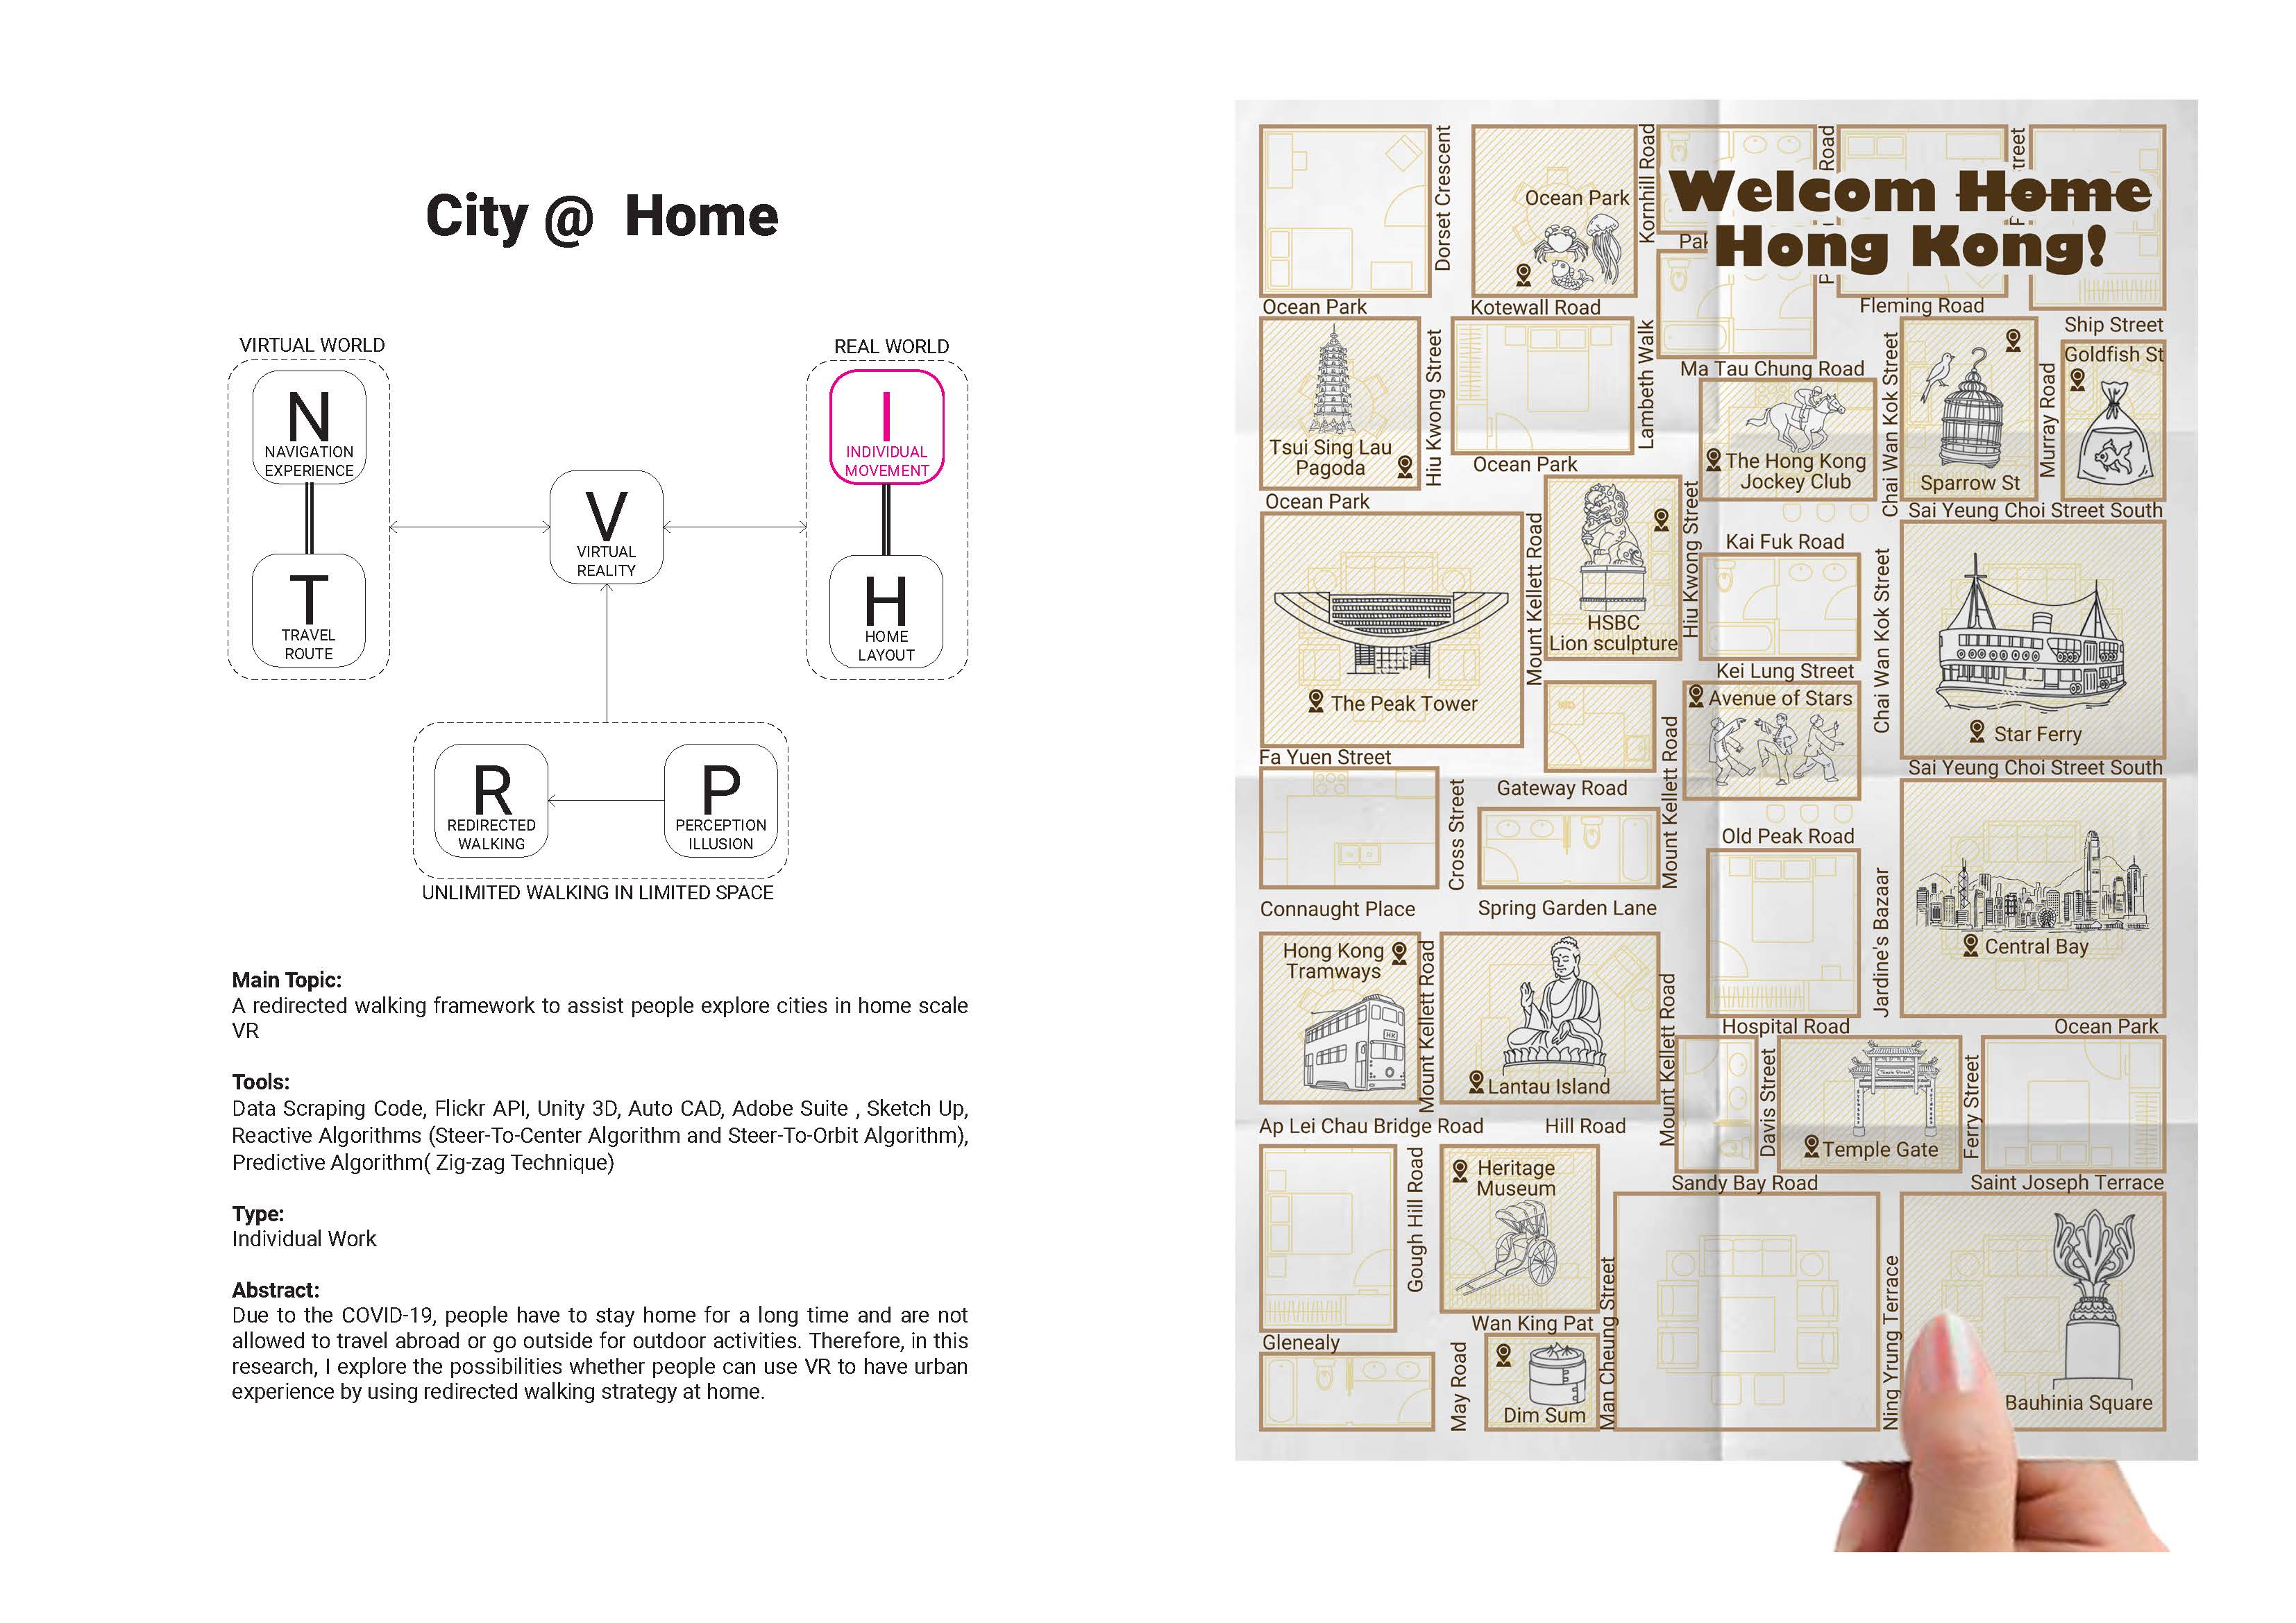 City @ Home
VIRTUAL WORLD
REAL WORLD
N
NAVIGATION
EXPERIENCE
I
INDIVIDUAL
MOVEMENT
V
VIRTUAL
REALITY
T
TRAVEL
ROUTE
H
HOME
LAYOUT
R
REDIRECTED
WALKING
P
PERCEPTION
ILLUSION
UNLIMITED WALKING IN LIMITED SPACE
Main Topic:
A redirected walking framework to assist people explore cities in home scale
VR
Tools:
Data Scraping Code, Flickr API, Unity 3D, Auto CAD, Adobe Suite , Sketch Up,
Reactive Algorithms (Steer-To-Center Algorithm and Steer-To-Orbit Algorithm),
Predictive Algorithm( Zig-zag Technique)
Type:
Individual Work
Abstract:
Due to the COVID-19, people have to stay home for a long time and are not
allowed to travel abroad or go outside for outdoor activities. Therefore, in this
research, I explore the possibilities whether people can use VR to have urban
experience by using redirected walking strategy at home.
Welcom Home
Hong Kong!
Dorset Crescent
Ocean Park
Kornhill Road
Road
Ocean Park
Kotewall Road
Fleming Road
Ship Street
Tsui Sing Lau
Pagoda
Hiu Kwong Street
Lambeth Walk
Ocean Park
Ma Tau Chung Road
The Hong Kong
Jockey Club
Chai Wan Kok Street
Sparrow St
Murray Road
Goldfish St
Ocean Park
Sai Yeung Choi Street South
The Peak Tower
Mount Kellett Road
HSBC
Lion sculpture
Hiu Kwong Street
Kai Fuk Road
Kei Lung Street
Chai Wan Kok Street
Star Ferry
Avenue of Stars
Fa Yuen Street
Gateway Road
Mount Kellett Road
Sai Yeung Choi Street South
Cross Street
Old Peak Road
Connaught Place
Spring Garden Lane
Jardine's Bazaar
Central Bay
Hong Kong
Tramways
Mount Kellett Road
Lantau Island
Mount Kellett Road
Hospital Road
Ocean Park
Davis Street
Temple Street
Temple Gate
Ferry Street
HK
Ap Lei Chau Bridge Road
Hill Road
Sandy Bay Road
Saint Joseph Terrace
Gough Hill Road
Heritage
Museum
Wan King Pat
Man Cheung Street
Glenealy
May Road
Dim Sum
Ning Yrung Terrace
Bauhinia Square